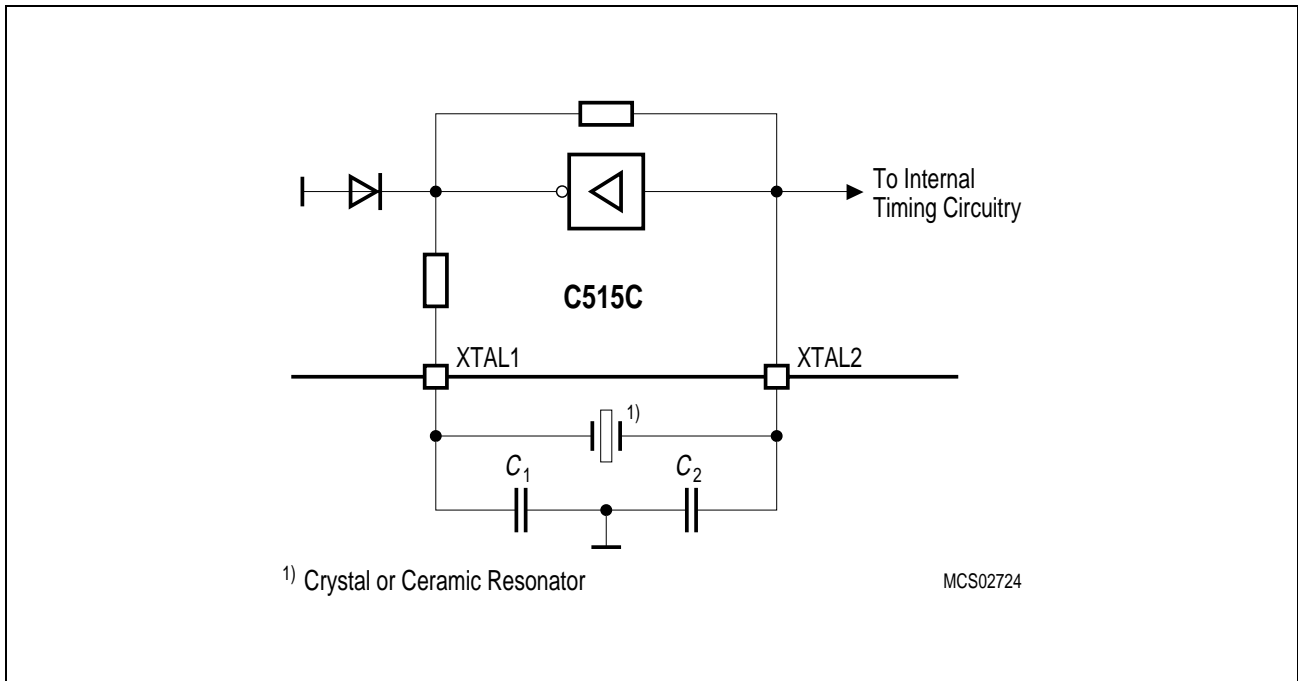 To Internal
Timing Circuitry
C515C
XTAL1
XTAL2
1)
C1
C2
1) Crystal or Ceramic Resonator
MCS02724